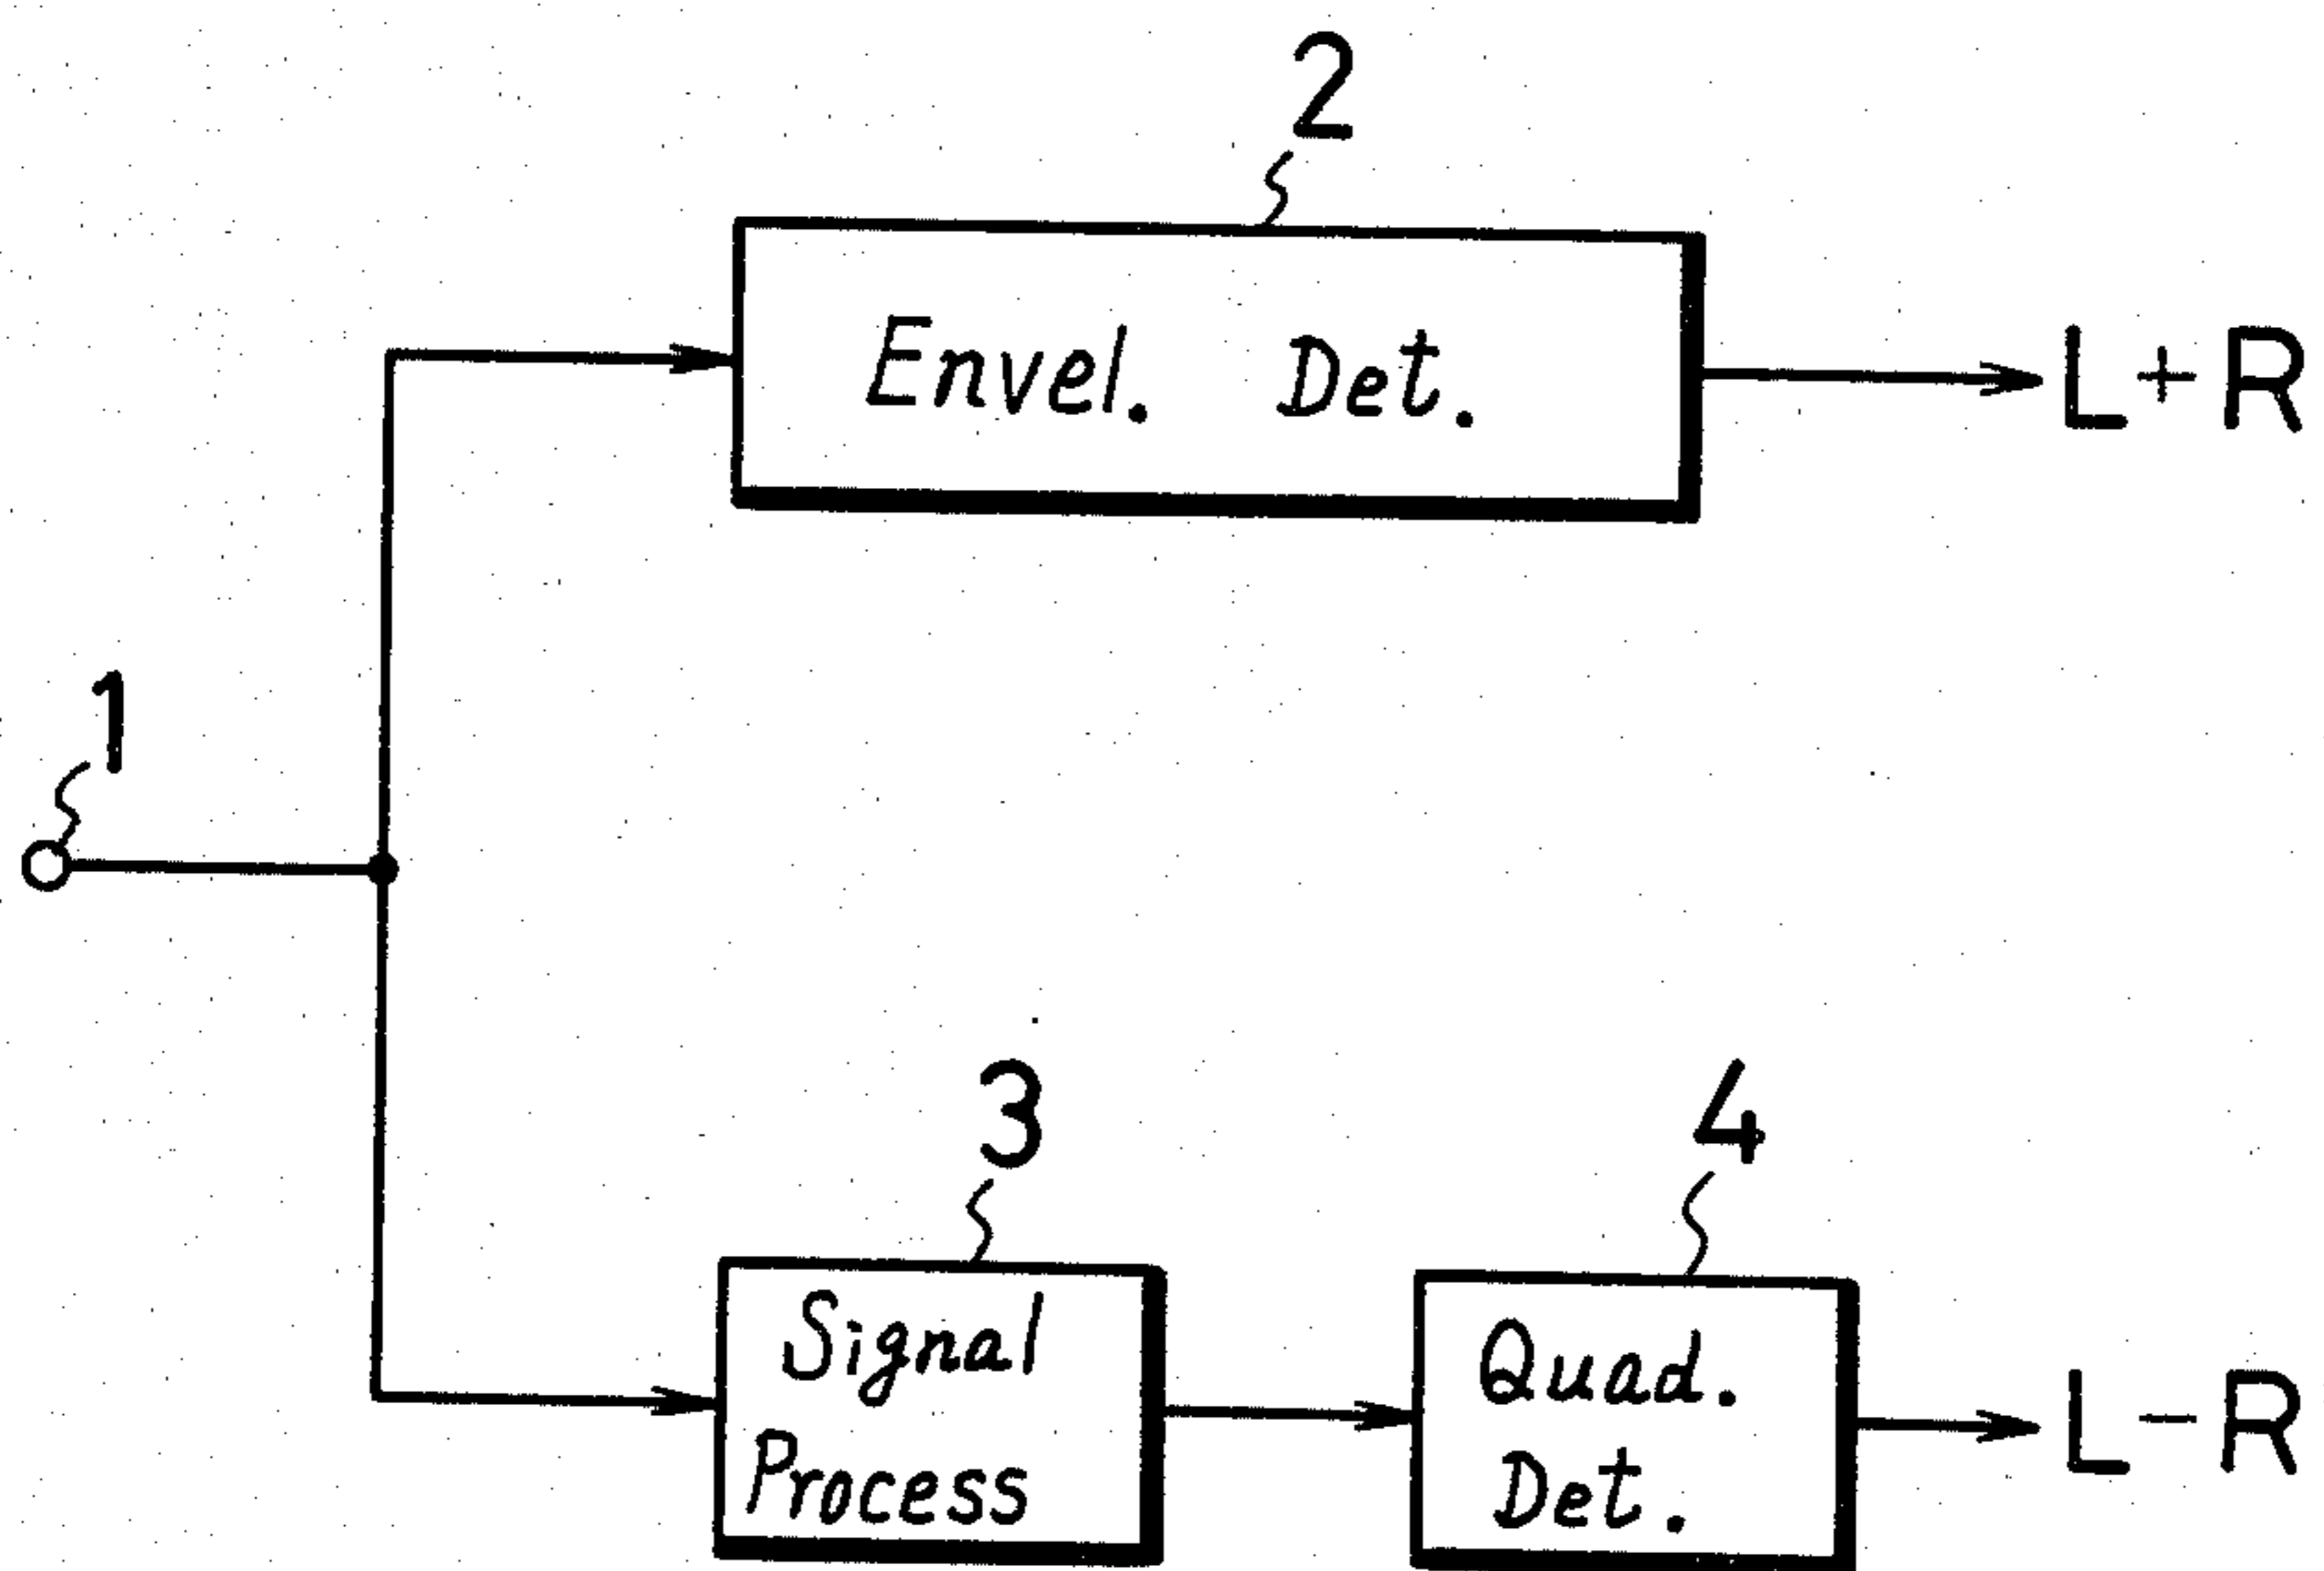 2
Envel. Det.
L+R
1
3
4
Signal
Process
Quad.
Det.
L-R